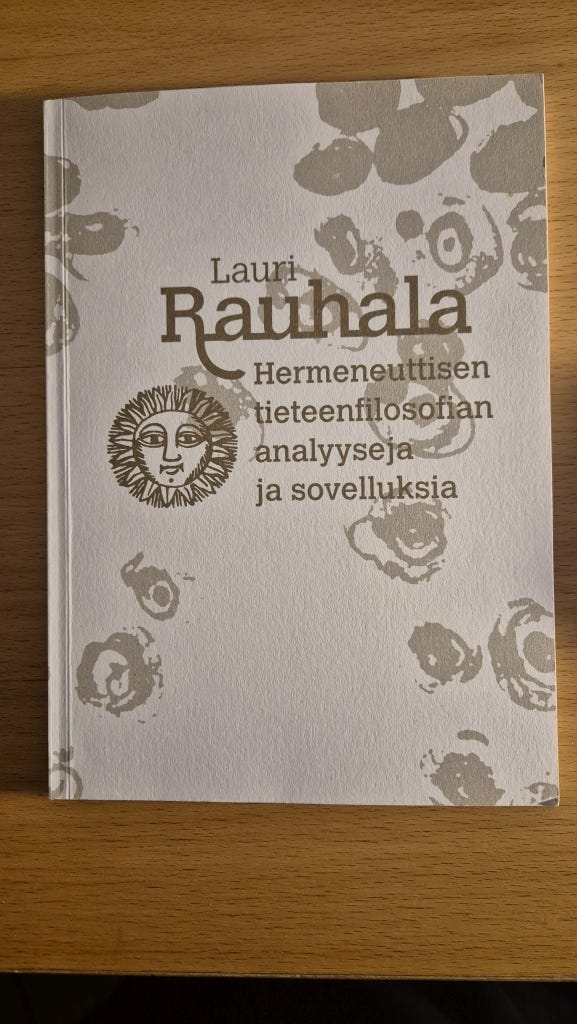 Lauri
Rauhala
Hermeneuttisen
tieteenfilosofian
analyyseja
ja sovelluksia